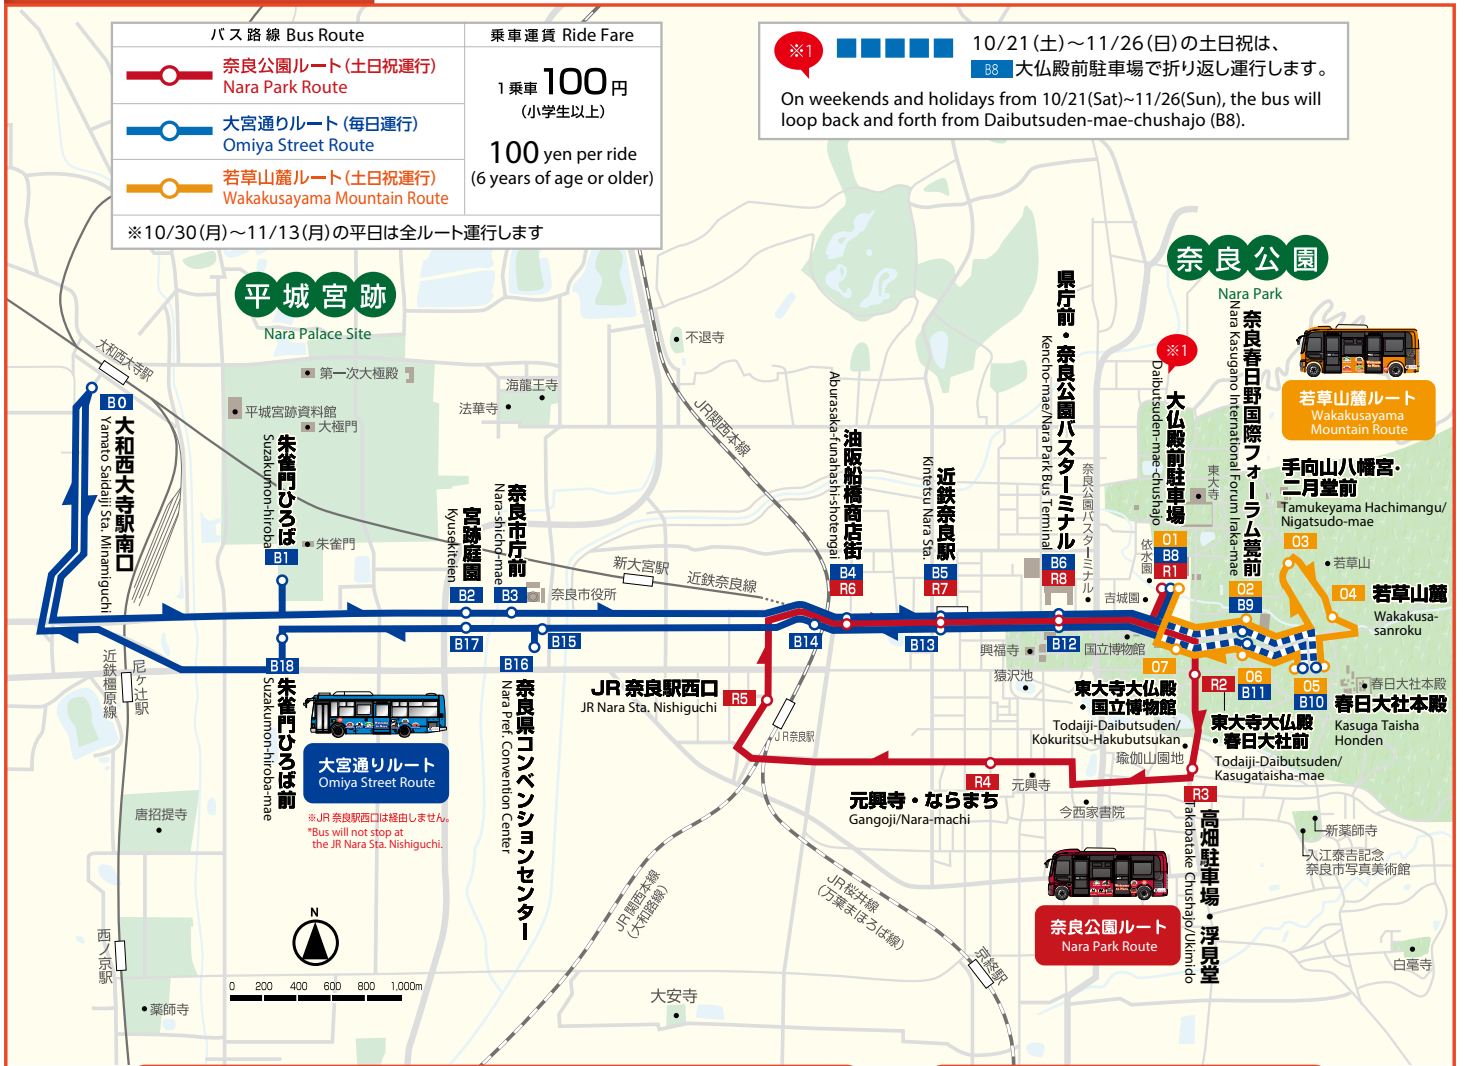 バス路線 Bus Route
乗車運賃 Ride Fare
奈良公園ルート(土日祝運行)
Nara Park Route
大宮通りルート(毎日運行)
Omiya Street Route
若草山麓ルート(土日祝運行)
Wakakusayama Mountain Route
1乗車 100円
(小学生以上)
100 yen per ride
(6 years of age or older)
※10/30(月)～11/13(月)の平日は全ルート運行します
※1
10/21(土)～11/26(日)の土日祝は、
B8 大仏殿前駐車場で折り返し運行します。
On weekends and holidays from 10/21(Sat)~11/26(Sun), the bus will
loop back and forth from Daibutsuden-mae-chushajo (B8).
平城宮跡
Nara Palace Site
奈良公園
Nara Park
大和西大寺駅
B0
大和西大寺駅南口
Yamato Saidaiji Sta. Minamiguchi
第一次大極殿
平城宮跡資料館
大極門
朱雀門ひろば
Suzakumon-hiroba
B1
朱雀門
海龍王寺
法華寺
不退寺
宮跡庭園
Kyusekiteien
B2
奈良市庁前
Nara-shicho-mae
B3
奈良市役所
新大宮駅
近鉄奈良線
JR関西本線
油阪船橋商店街
Aburasaka-funahashi-shotengai
B4
R6
近鉄奈良駅
Kintetsu Nara Sta.
B5
R7
県庁前・奈良公園バスターミナル
Kencho-mae/Nara Park Bus Terminal
B6
R8
奈良公園バスターミナル
※1
大仏殿前駐車場
Daibutsuden-mae-chushajo
O1
B8
R1
依水園
吉城園
東大寺
奈良春日野国際フォーラム甍前
Nara Kasugano International Forum Iraka-mae
O2
B9
若草山麓ルート
Wakakusayama
Mountain Route
手向山八幡宮・
二月堂前
Tamukeyama Hachimangu/
Nigatsudo-mae
O3
若草山
O4
若草山麓
Wakakusa-
sanroku
B18
朱雀門ひろば前
Suzakumon-hiroba-mae
B17
B16
奈良県コンベンションセンター
Nara Pref. Convention Center
B15
B14
B13
B12
興福寺
国立博物館
猿沢池
O7
東大寺大仏殿
・国立博物館
Todaiji-Daibutsuden/
Kokuritsu-Hakubutsukan
R2
O6
B11
東大寺大仏殿
・春日大社前
Todaiji-Daibutsuden/
Kasugataisha-mae
O5
B10
春日大社本殿
春日大社本殿
Kasuga Taisha
Honden
近鉄橿原線
尼ヶ辻駅
大宮通りルート
Omiya Street Route
※JR 奈良駅西口は経由しません。
*Bus will not stop at
the JR Nara Sta. Nishiguchi.
JR 奈良駅西口
JR Nara Sta. Nishiguchi
R5
JR奈良駅
R4
元興寺・ならまち
Gangoji/Nara-machi
元興寺
今西家書院
瑜伽山園地
R3
高畑駐車場・浮見堂
Takabatake Chushajo/Ukimido
新薬師寺
入江泰吉記念
奈良市写真美術館
奈良公園ルート
Nara Park Route
唐招提寺
西ノ京駅
薬師寺
N
0 200 400 600 800 1,000m
JR関西本線
(大和路線)
JR桜井線
(万葉まほろば線)
京終駅
大安寺
白毫寺